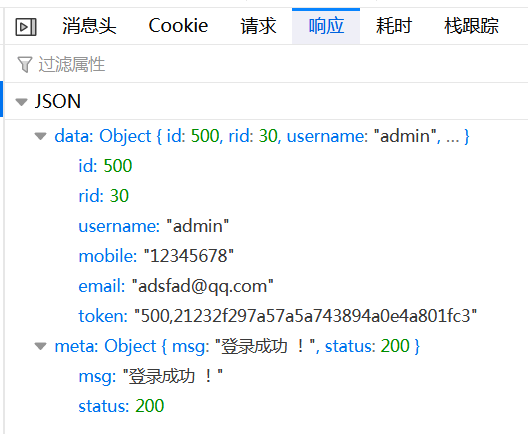 消息头 Cookie 请求 响应 耗时 栈跟踪
过滤属性
JSON
data: Object { id: 500, rid: 30, username: "admin", … }
id: 500
rid: 30
username: "admin"
mobile: "12345678"
email: "adsfad@qq.com"
token: "500,21232f297a57a5a743894a0e4a801fc3"
meta: Object { msg: "登录成功 ！", status: 200 }
msg: "登录成功 ！"
status: 200